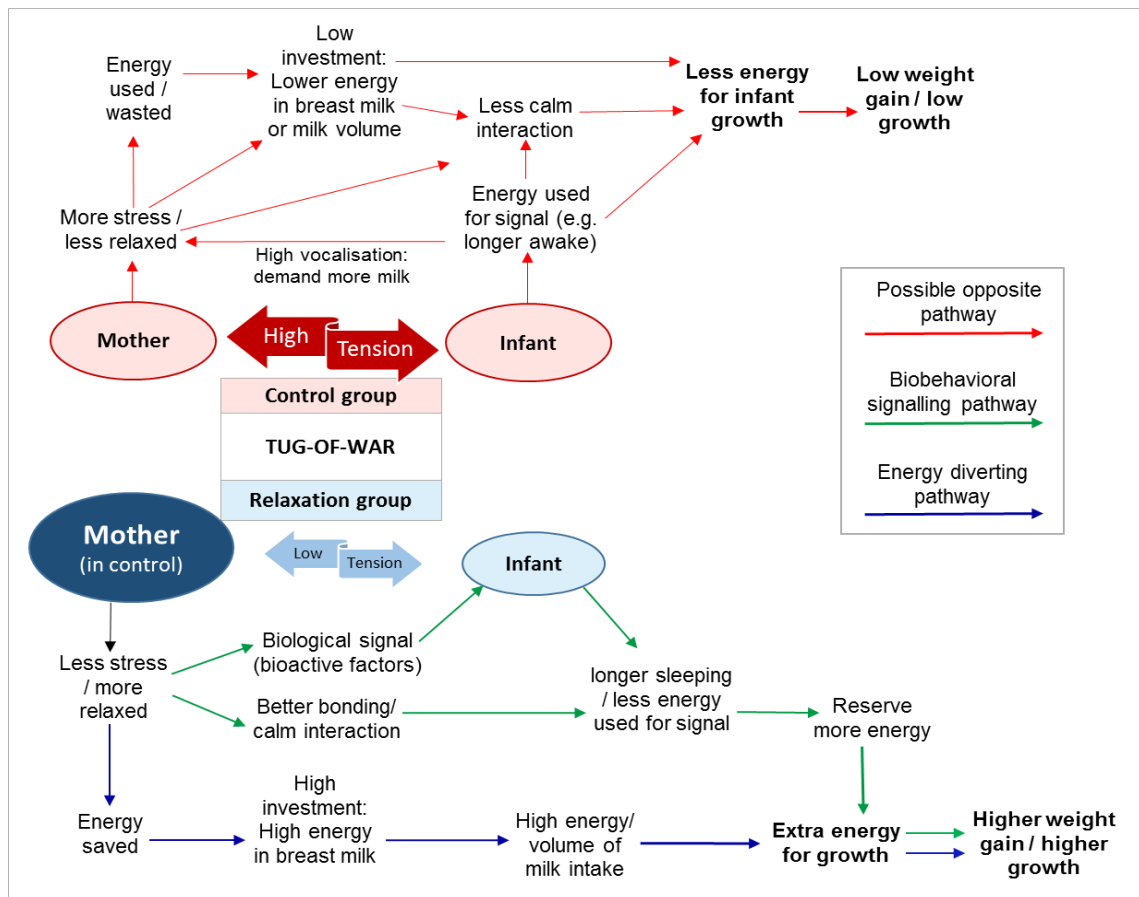 Energy
used /
wasted
Low
investment:
Lower energy
in breast milk
or milk volume
Less calm
interaction
Less energy
for infant
growth
Low weight
gain / low
growth
More stress /
less relaxed
Energy used
for signal (e.g.
longer awake)
High vocalisation:
demand more milk
Mother
High
Tension
Infant
Control group
TUG-OF-WAR
Relaxation group
Possible opposite
pathway
Biobehavioral
signalling pathway
Energy diverting
pathway
Mother
(in control)
Low
Tension
Infant
Less stress
/ more
relaxed
Biological signal
(bioactive factors)
Better bonding/
calm interaction
longer sleeping
/ less energy
used for signal
Reserve
more energy
Energy
saved
High
investment:
High energy
in breast milk
High energy/
volume of
milk intake
Extra energy
for growth
Higher weight
gain / higher
growth